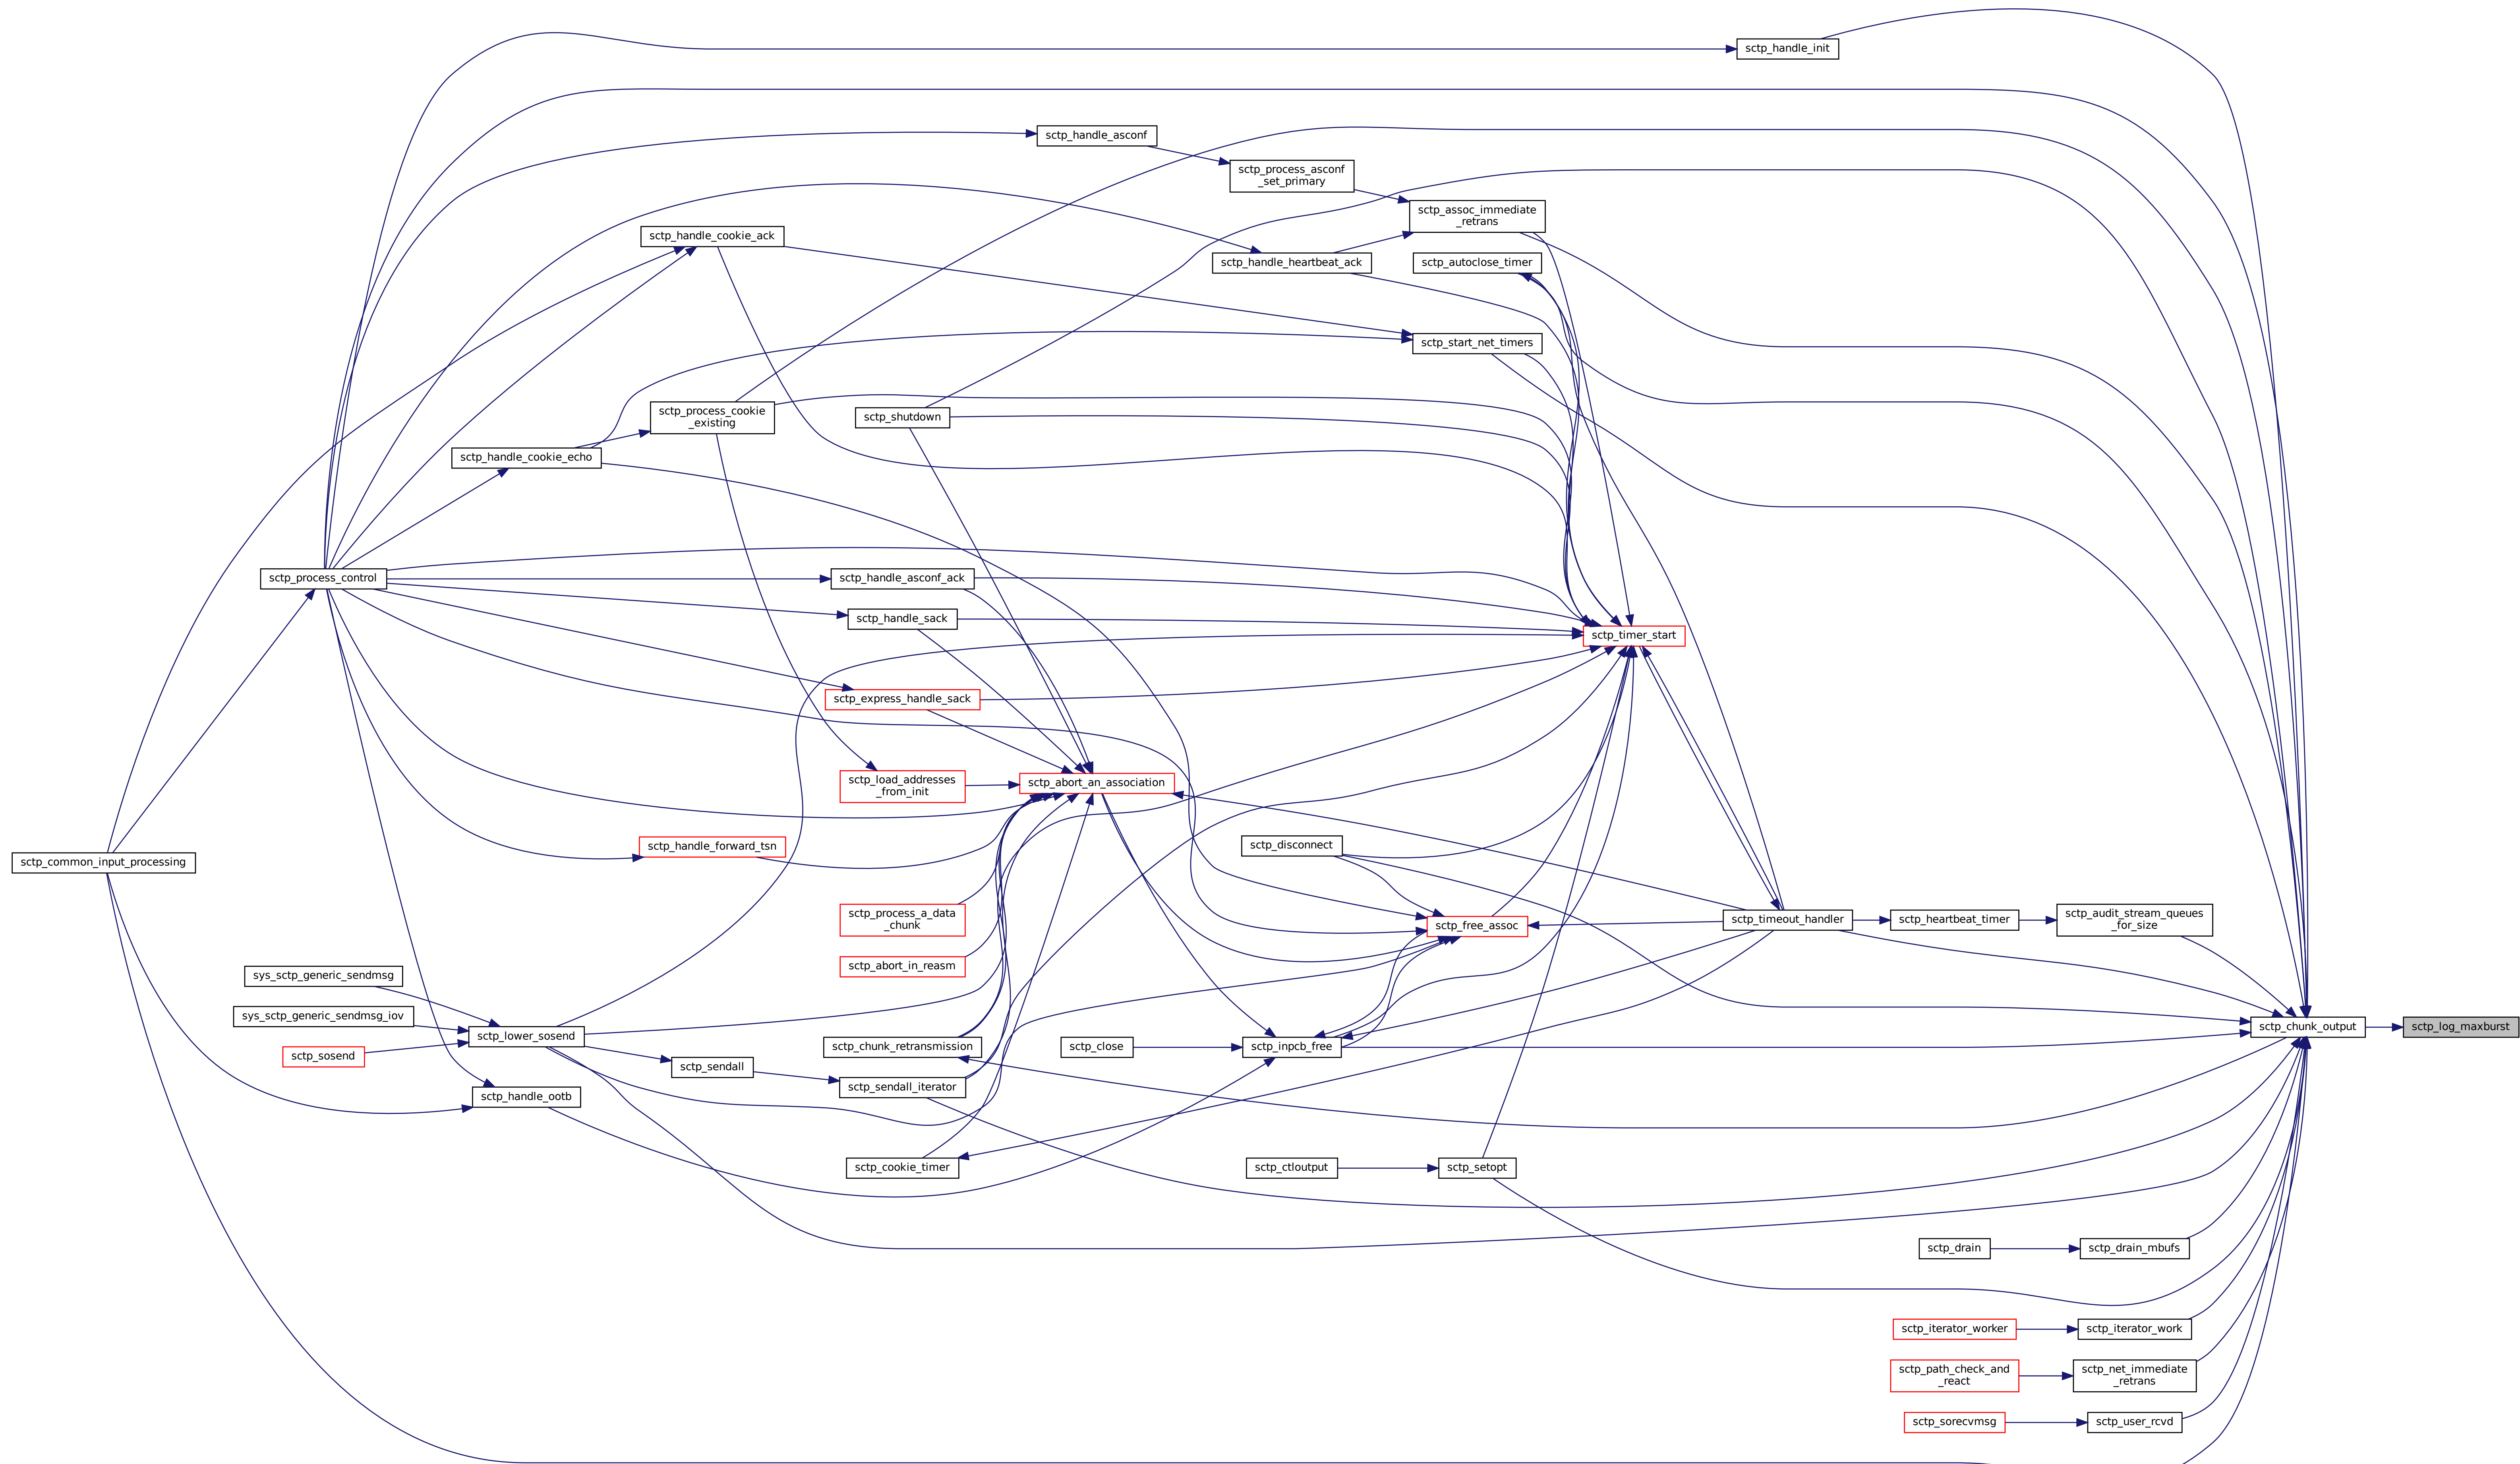 sctp_handle_init
sctp_handle_asconf
sctp_process_asconf
_set_primary
sctp_assoc_immediate
_retrans
sctp_handle_cookie_ack
sctp_handle_heartbeat_ack
sctp_autoclose_timer
sctp_start_net_timers
sctp_process_cookie
_existing
sctp_shutdown
sctp_handle_cookie_echo
sctp_process_control
sctp_handle_asconf_ack
sctp_handle_sack
sctp_timer_start
sctp_express_handle_sack
sctp_load_addresses
_from_init
sctp_abort_an_association
sctp_handle_forward_tsn
sctp_disconnect
sctp_common_input_processing
sctp_process_a_data
_chunk
sctp_free_assoc
sctp_timeout_handler
sctp_heartbeat_timer
sctp_audit_stream_queues
_for_size
sctp_abort_in_reasm
sys_sctp_generic_sendmsg
sys_sctp_generic_sendmsg_iov
sctp_lower_sosend
sctp_sosend
sctp_chunk_retransmission
sctp_close
sctp_inpcb_free
sctp_chunk_output
sctp_log_maxburst
sctp_sendall
sctp_sendall_iterator
sctp_handle_ootb
sctp_cookie_timer
sctp_ctloutput
sctp_setopt
sctp_drain
sctp_drain_mbufs
sctp_iterator_worker
sctp_iterator_work
sctp_path_check_and
_react
sctp_net_immediate
_retrans
sctp_sorecvmsg
sctp_user_rcvd